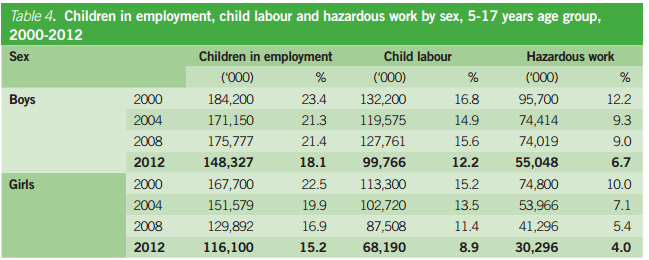 Table 4. Children in employment, child labour and hazardous work by sex, 5-17 years age group,
2000-2012
Sex Children in employment Child labour Hazardous work
('000) % ('000) % ('000) %
Boys 2000 184,200 23.4 132,200 16.8 95,700 12.2
2004 171,150 21.3 119,575 14.9 74,414 9.3
2008 175,777 21.4 127,761 15.6 74,019 9.0
2012 148,327 18.1 99,766 12.2 55,048 6.7
Girls 2000 167,700 22.5 113,300 15.2 74,800 10.0
2004 151,579 19.9 102,720 13.5 53,966 7.1
2008 129,892 16.9 87,508 11.4 41,296 5.4
2012 116,100 15.2 68,190 8.9 30,296 4.0